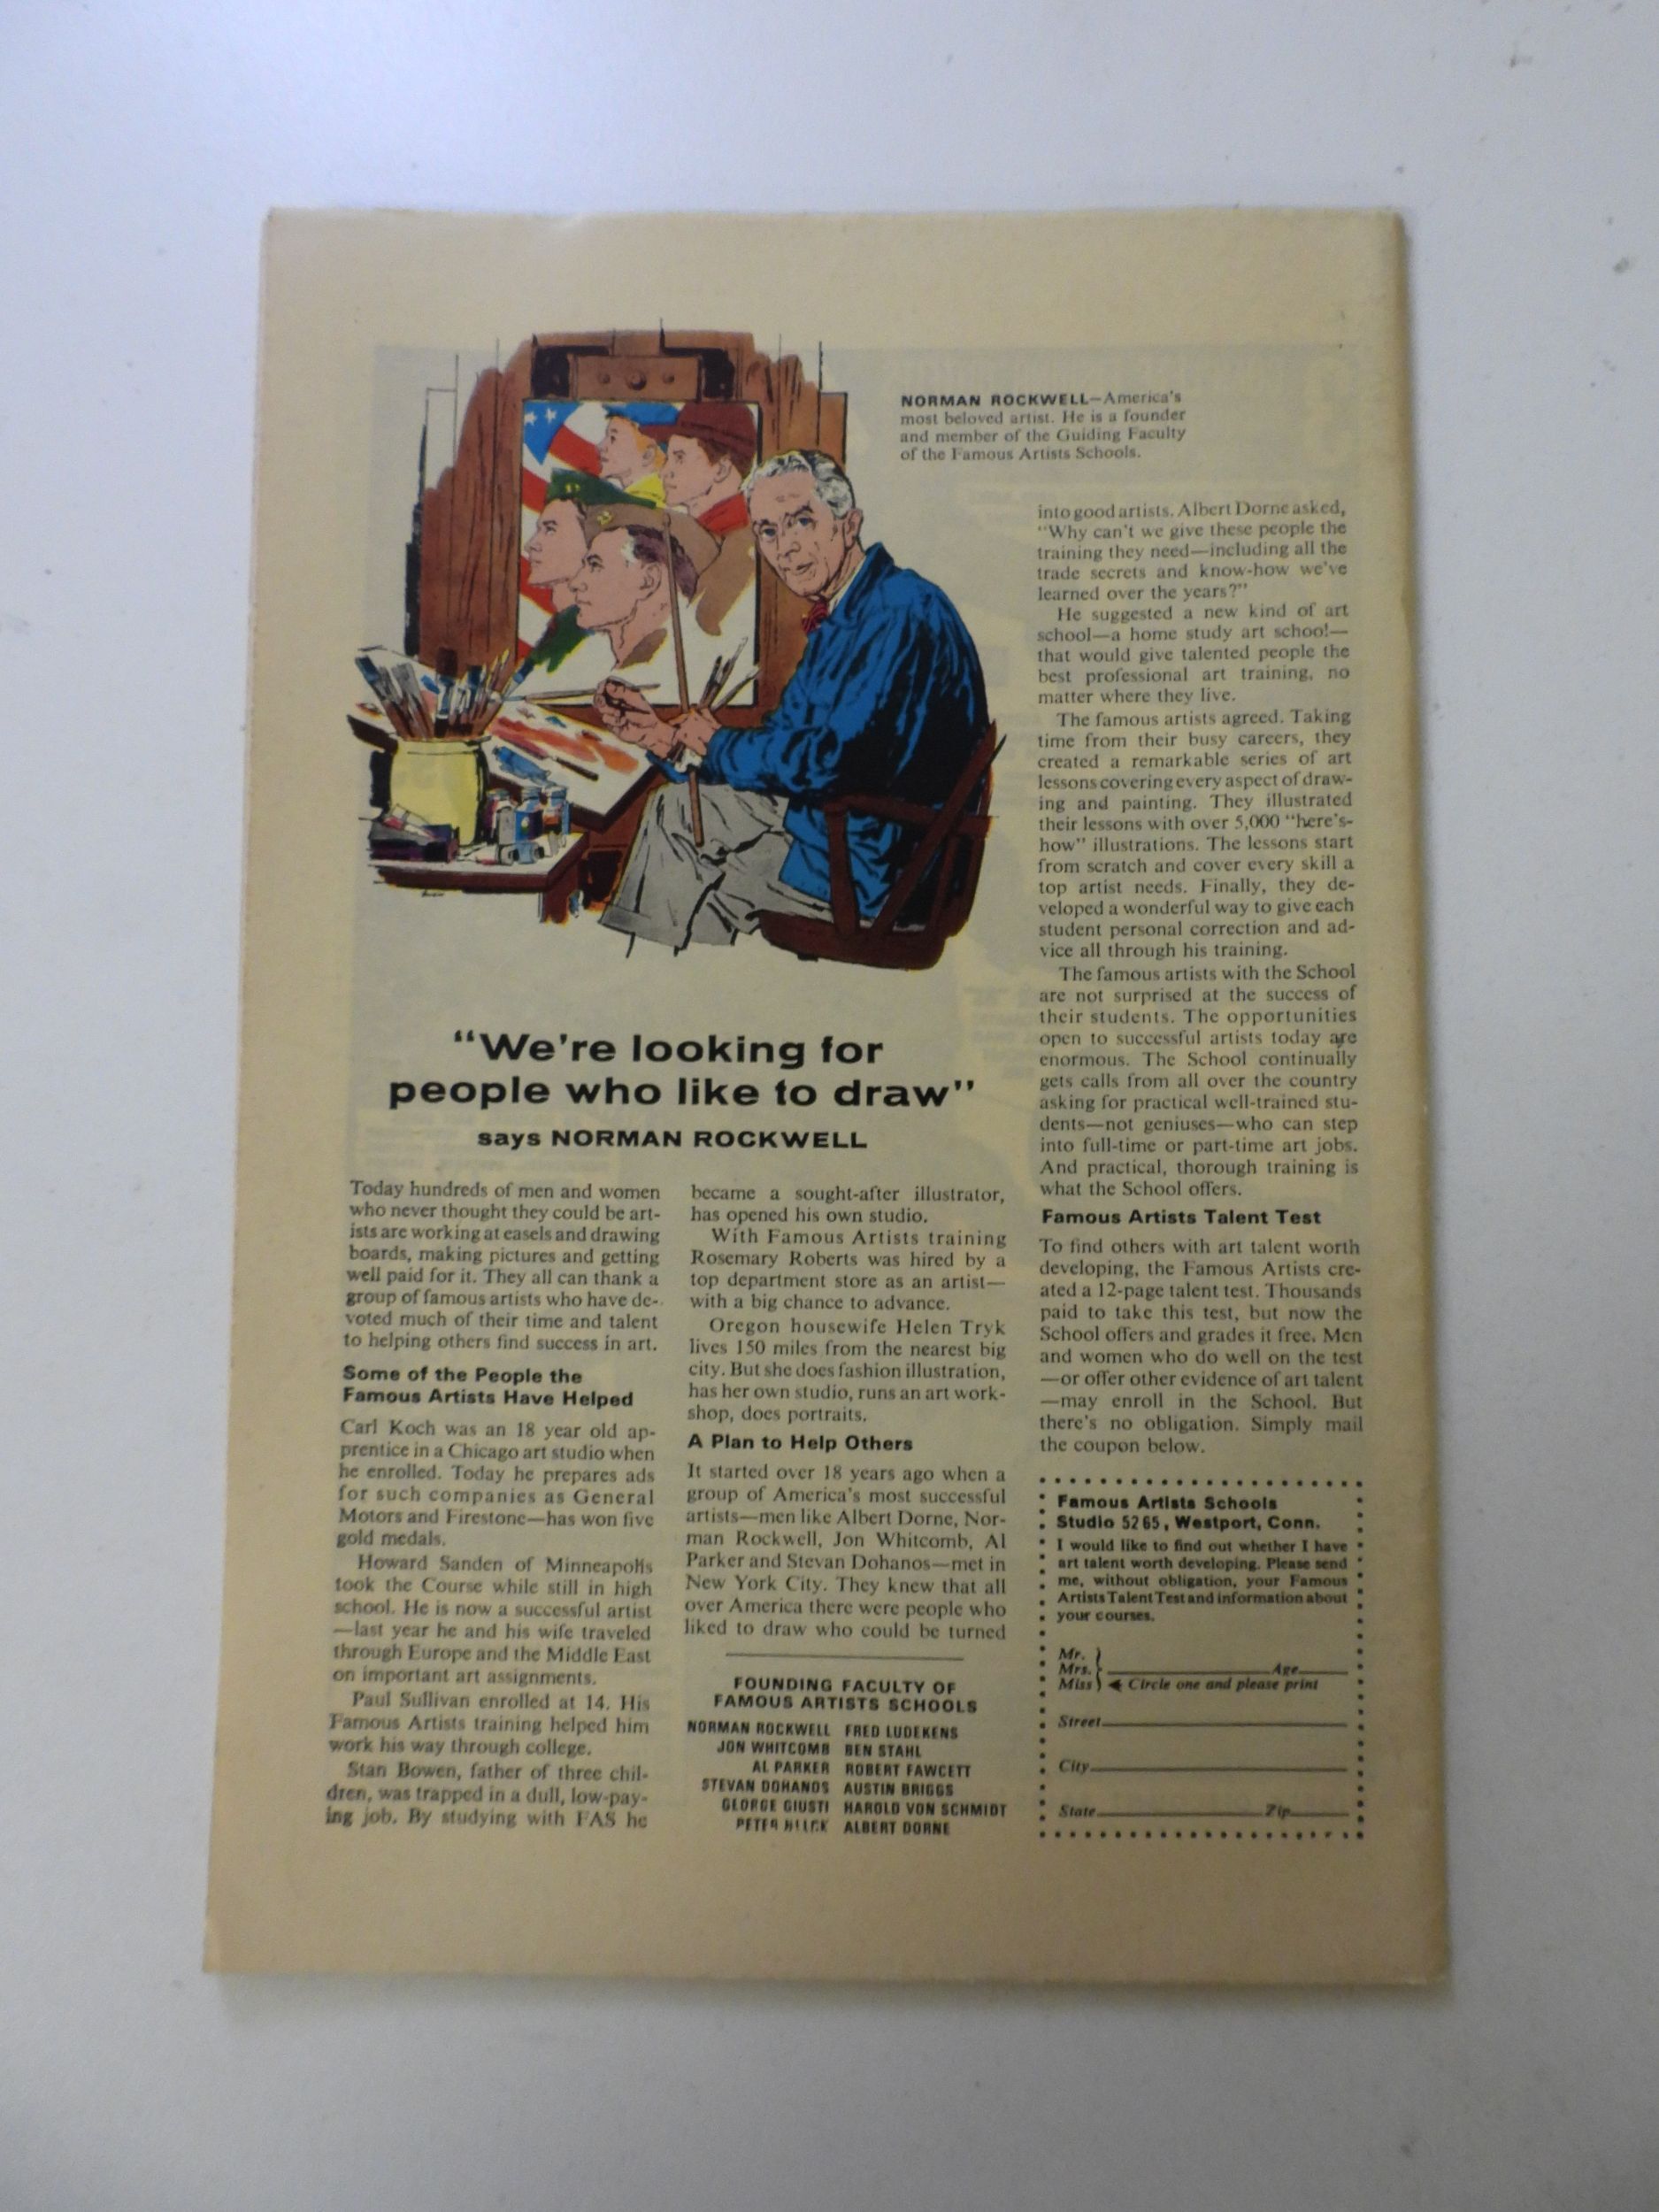 NORMAN ROCKWELL—America's
most beloved artist. He is a founder
and member of the Guiding Faculty
of the Famous Artists Schools.
"We're looking for
people who like to draw"
says NORMAN ROCKWELL
Today hundreds of men and women
who never thought they could be art-
ists are working at easels and drawing
boards, making pictures and getting
well paid for it. They all can thank a
group of famous artists who have de-
voted much of their time and talent
to helping others find success in art.
Some of the People the
Famous Artists Have Helped
Carl Koch was an 18 year old ap-
prentice in a Chicago art studio when
he enrolled. Today he prepares ads
for such companies as General
Motors and Firestone—has won five
gold medals.
Howard Sanden of Minneapolis
took the Course while still in high
school. He is now a successful artist
—last year he and his wife traveled
through Europe and the Middle East
on important art assignments.
Paul Sullivan enrolled at 14. His
Famous Artists training helped him
work his way through college.
Stan Bowen, father of three chil-
dren, was trapped in a dull, low-pay-
ing job. By studying with FAS he
became a sought-after illustrator,
has opened his own studio.
With Famous Artists training
Rosemary Roberts was hired by a
top department store as an artist—
with a big chance to advance.
Oregon housewife Helen Tryk
lives 150 miles from the nearest big
city. But she does fashion illustration,
has her own studio, runs an art work-
shop, does portraits.
A Plan to Help Others
It started over 18 years ago when a
group of America's most successful
artists—men like Albert Dorne, Nor-
man Rockwell, Jon Whitcomb, Al
Parker and Stevan Dohanos—met in
New York City. They knew that all
over America there were people who
liked to draw who could be turned
FOUNDING FACULTY OF
FAMOUS ARTISTS SCHOOLS
NORMAN ROCKWELL FRED LUDEKENS
JON WHITCOMB BEN STAHL
AL PARKER ROBERT FAWCETT
STEVAN DOHANOS AUSTIN BRIGGS
GEORGE GIUSTI HAROLD VON SCHMIDT
PETER HELCK ALBERT DORNE
into good artists. Albert Dorne asked,
"Why can't we give these people the
training they need—including all the
trade secrets and know-how we've
learned over the years?"
He suggested a new kind of art
school—a home study art school—
that would give talented people the
best professional art training, no
matter where they live.
The famous artists agreed. Taking
time from their busy careers, they
created a remarkable series of art
lessons covering every aspect of draw-
ing and painting. They illustrated
their lessons with over 5,000 "here's-
how" illustrations. The lessons start
from scratch and cover every skill a
top artist needs. Finally, they de-
veloped a wonderful way to give each
student personal correction and ad-
vice all through his training.
The famous artists with the School
are not surprised at the success of
their students. The opportunities
open to successful artists today are
enormous. The School continually
gets calls from all over the country
asking for practical well-trained stu-
dents—not geniuses—who can step
into full-time or part-time art jobs.
And practical, thorough training is
what the School offers.
Famous Artists Talent Test
To find others with art talent worth
developing, the Famous Artists cre-
ated a 12-page talent test. Thousands
paid to take this test, but now the
School offers and grades it free. Men
and women who do well on the test
—or offer other evidence of art talent
—may enroll in the School. But
there's no obligation. Simply mail
the coupon below.
Famous Artists Schools
Studio 5265, Westport, Conn.
I would like to find out whether I have
art talent worth developing. Please send
me, without obligation, your Famous
Artists Talent Test and information about
your courses.
Mr.
Mrs. Age
Miss Circle one and please print
Street
City
State Zip